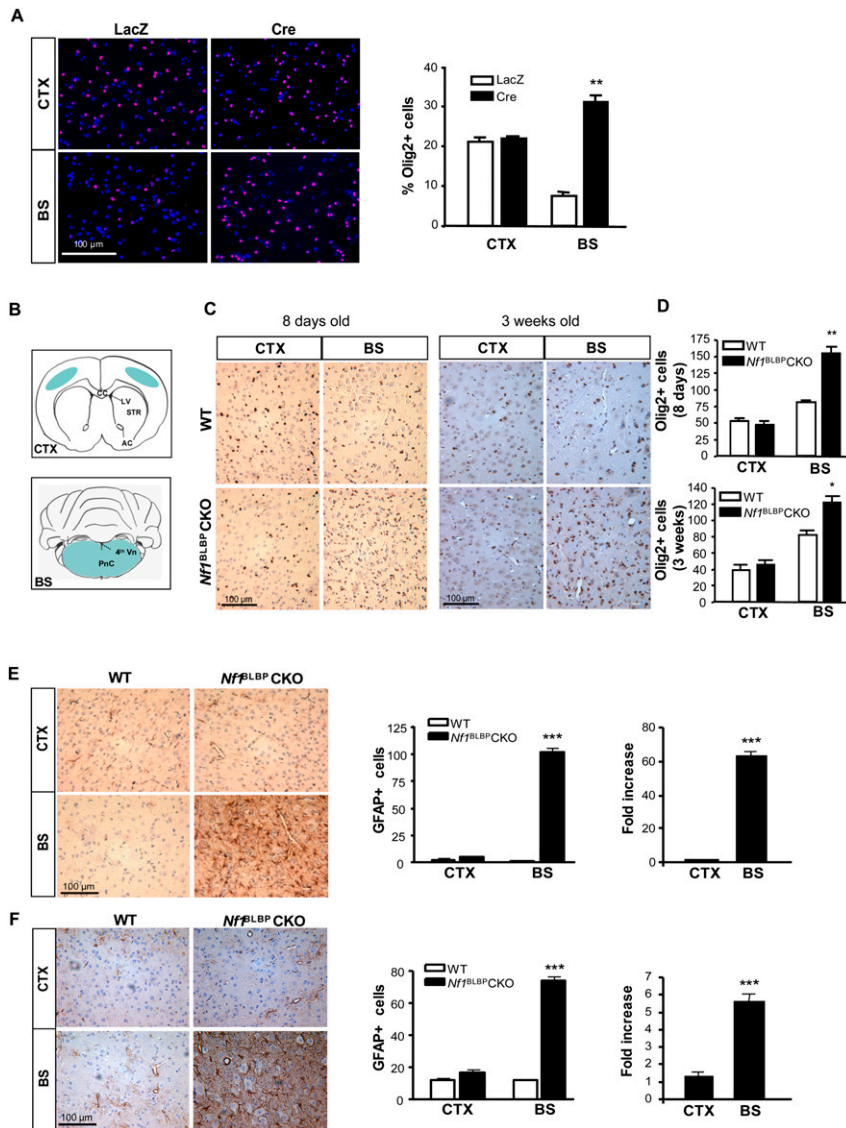 A
LacZ
Cre
CTX
BS
100 µm
% Olig2+ cells
40
30
20
10
0
LacZ
Cre
**
CTX
BS
B
CC
LV
STR
AC
CTX
4th Vn
PnC
BS
C
8 days old
3 weeks old
CTX
BS
CTX
BS
WT
Nf1BLBPCKO
100 µm
100 µm
D
Olig2+ cells
(8 days)
175
150
125
100
75
50
25
0
WT
Nf1BLBPCKO
**
CTX
BS
Olig2+ cells
(3 weeks)
140
120
100
80
60
40
20
0
WT
Nf1BLBPCKO
*
CTX
BS
E
WT
Nf1BLBP CKO
CTX
BS
100 µm
GFAP+ cells
125
100
75
50
25
0
WT
Nf1BLBPCKO
***
CTX
BS
Fold increase
80
60
40
20
0
***
CTX
BS
F
WT
Nf1BLBP CKO
CTX
BS
100 µm
GFAP+ cells
80
60
40
20
0
WT
Nf1BLBPCKO
***
CTX
BS
Fold increase
6
5
4
3
2
1
0
***
CTX
BS